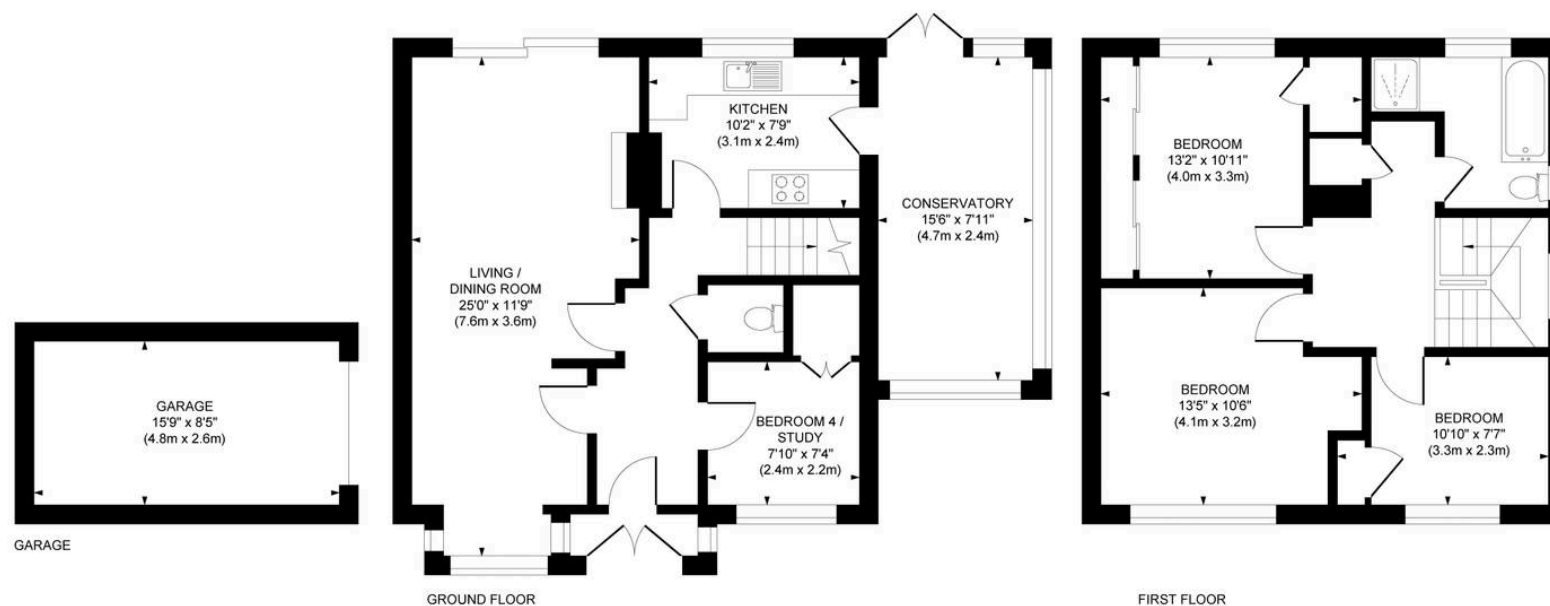 GARAGE
15'9" x 8'5"
(4.8m x 2.6m)
GARAGE
LIVING /
DINING ROOM
25'0" x 11'9"
(7.6m x 3.6m)
KITCHEN
10'2" x 7'9"
(3.1m x 2.4m)
CONSERVATORY
15'6" x 7'11"
(4.7m x 2.4m)
BEDROOM 4 /
STUDY
7'10" x 7'4"
(2.4m x 2.2m)
GROUND FLOOR
BEDROOM
13'2" x 10'11"
(4.0m x 3.3m)
BEDROOM
13'5" x 10'6"
(4.1m x 3.2m)
BEDROOM
10'10" x 7'7"
(3.3m x 2.3m)
FIRST FLOOR